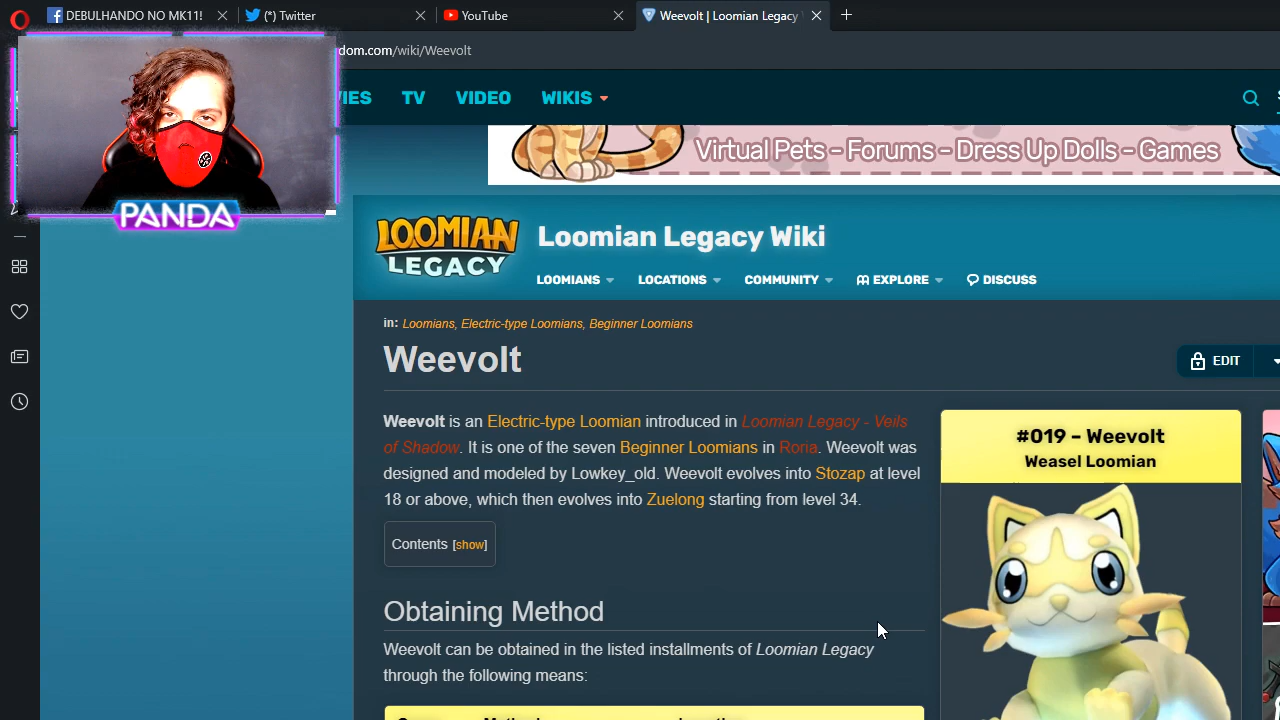 DEBULHANDO NO MK11!
(*) Twitter
YouTube
Weevolt | Loomian Legacy
dom.com/wiki/Weevolt
TV
VIDEO
WIKIS
Virtual Pets - Forums - Dress Up Dolls - Games
PANDA
LOOMIAN
LEGACY
Loomian Legacy Wiki
LOOMIANS
LOCATIONS
COMMUNITY
EXPLORE
DISCUSS
in: Loomians, Electric-type Loomians, Beginner Loomians
Weevolt
EDIT
Weevolt is an Electric-type Loomian introduced in Loomian Legacy - Veils
of Shadow. It is one of the seven Beginner Loomians in Roria. Weevolt was
designed and modeled by Lowkey_old. Weevolt evolves into Stozap at level
18 or above, which then evolves into Zuelong starting from level 34.
#019 – Weevolt
Weasel Loomian
Contents [show]
Obtaining Method
Weevolt can be obtained in the listed installments of Loomian Legacy
through the following means: